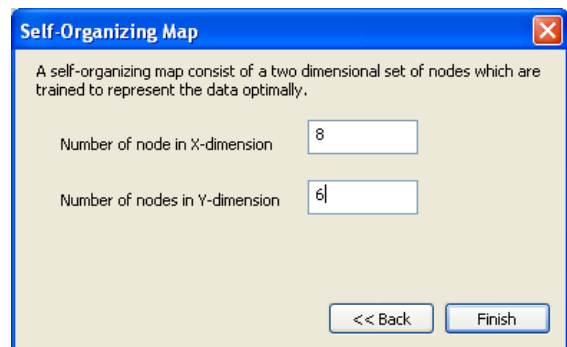 Self-Organizing Map
A self-organizing map consist of a two dimensional set of nodes which are
trained to represent the data optimally.
Number of node in X-dimension 8
Number of nodes in Y-dimension 6
<< Back Finish